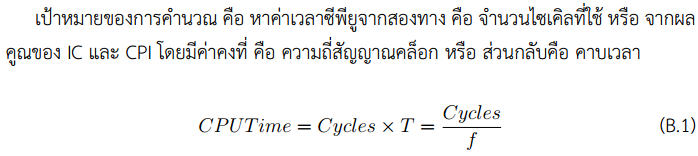 เป้าหมายของการคำนวณ คือ หาค่าเวลาซีพียูจากสองทาง คือ จำนวนไซเคิลที่ใช้ หรือ จากผล
คูณของ IC และ CPI โดยมีค่าคงที่ คือ ความถี่สัญญาณคล็อก หรือ ส่วนกลับคือ คาบเวลา
CPUTime = Cycles × T = Cycles / f (B.1)